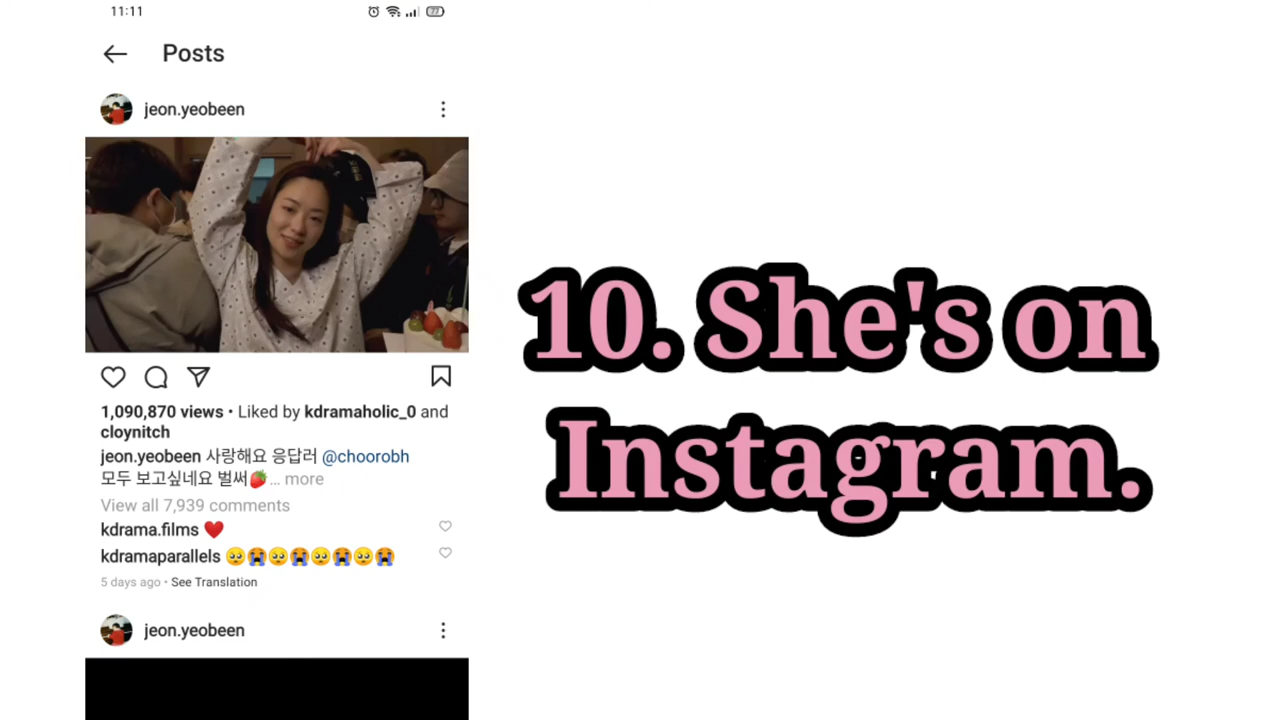 11:11
77
Posts
jeon.yeobeen
1,090,870 views • Liked by kdramaholic_0 and
cloynitch
jeon.yeobeen 사랑해요 응답러 @choorobh
모두 보고싶네요 벌써🍓... more
View all 7,939 comments
kdrama.films ❤️
kdramaparallels 🥺😭🥺😭🥺😭🥺😭
5 days ago • See Translation
jeon.yeobeen
10. She's on
Instagram.